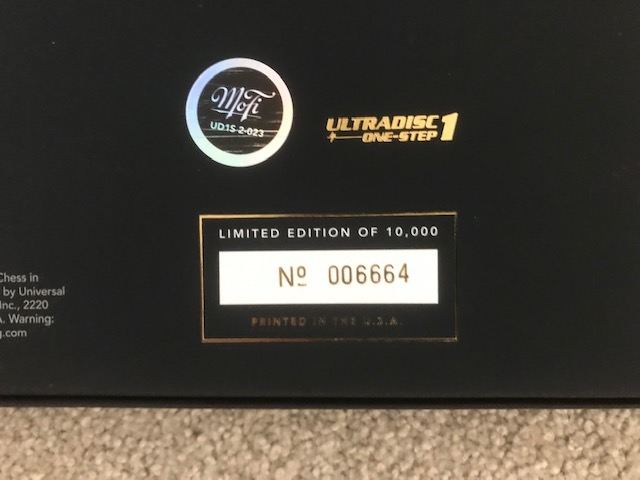 MoFi
UD1S 2-023
ULTRADISC
ONE-STEP 1
LIMITED EDITION OF 10,000
Nº 006664
PRINTED IN THE U.S.A.
Chess in
by Universal
Inc., 2220
A. Warning:
g.com